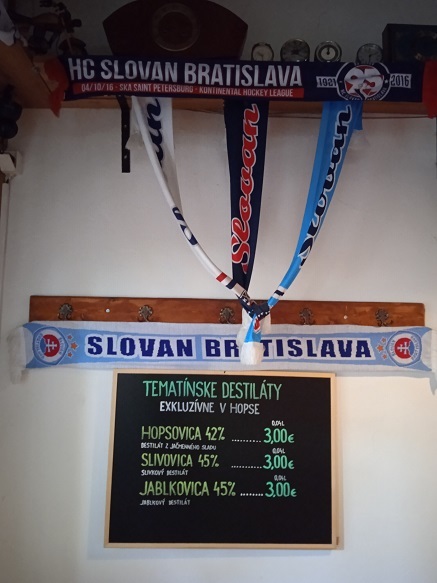 HC SLOVAN BRATISLAVA
04/10/16 - SKA SAINT PETERSBURG - KONTINENTAL HOCKEY LEAGUE
1921 2016
Slovan
Slovan
SLOVAN BRATISLAVA
TEMATÍNSKE DESTILÁTY
EXKLUZÍVNE V HOPSE
0,04L
HOPSOVICA 42% .......... 3,00€
DESTILÁT Z JAČMENNÉHO SLADU
0,04L
SLIVOVICA 45% .......... 3,00€
SLIVKOVÝ DESTILÁT
0,04L
JABLKOVICA 45% ........ 3,00€
JABLKOVÝ DESTILÁT